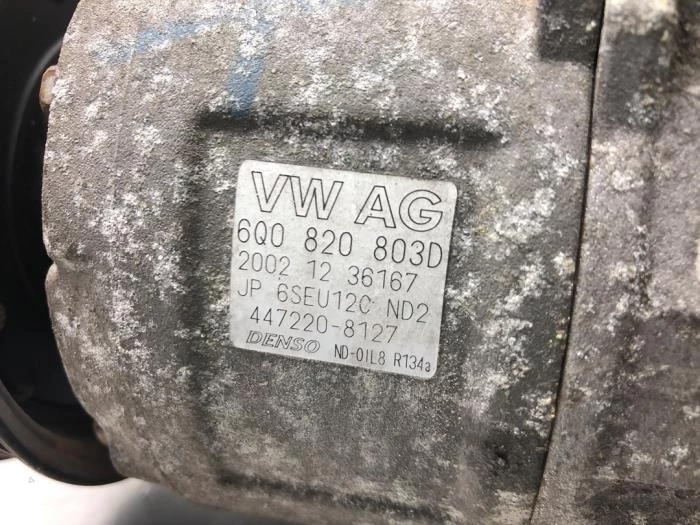 VW AG
6Q0 820 803D
2002 12 36167
JP 6SEU12C ND2
447220-8127
DENSO ND-OIL8 R134a